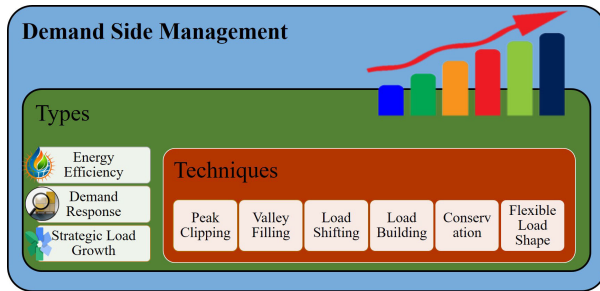 Demand Side Management
Types
Energy
Efficiency
Demand
Response
Strategic Load
Growth
Techniques
Peak
Clipping
Valley
Filling
Load
Shifting
Load
Building
Conserv
ation
Flexible
Load
Shape